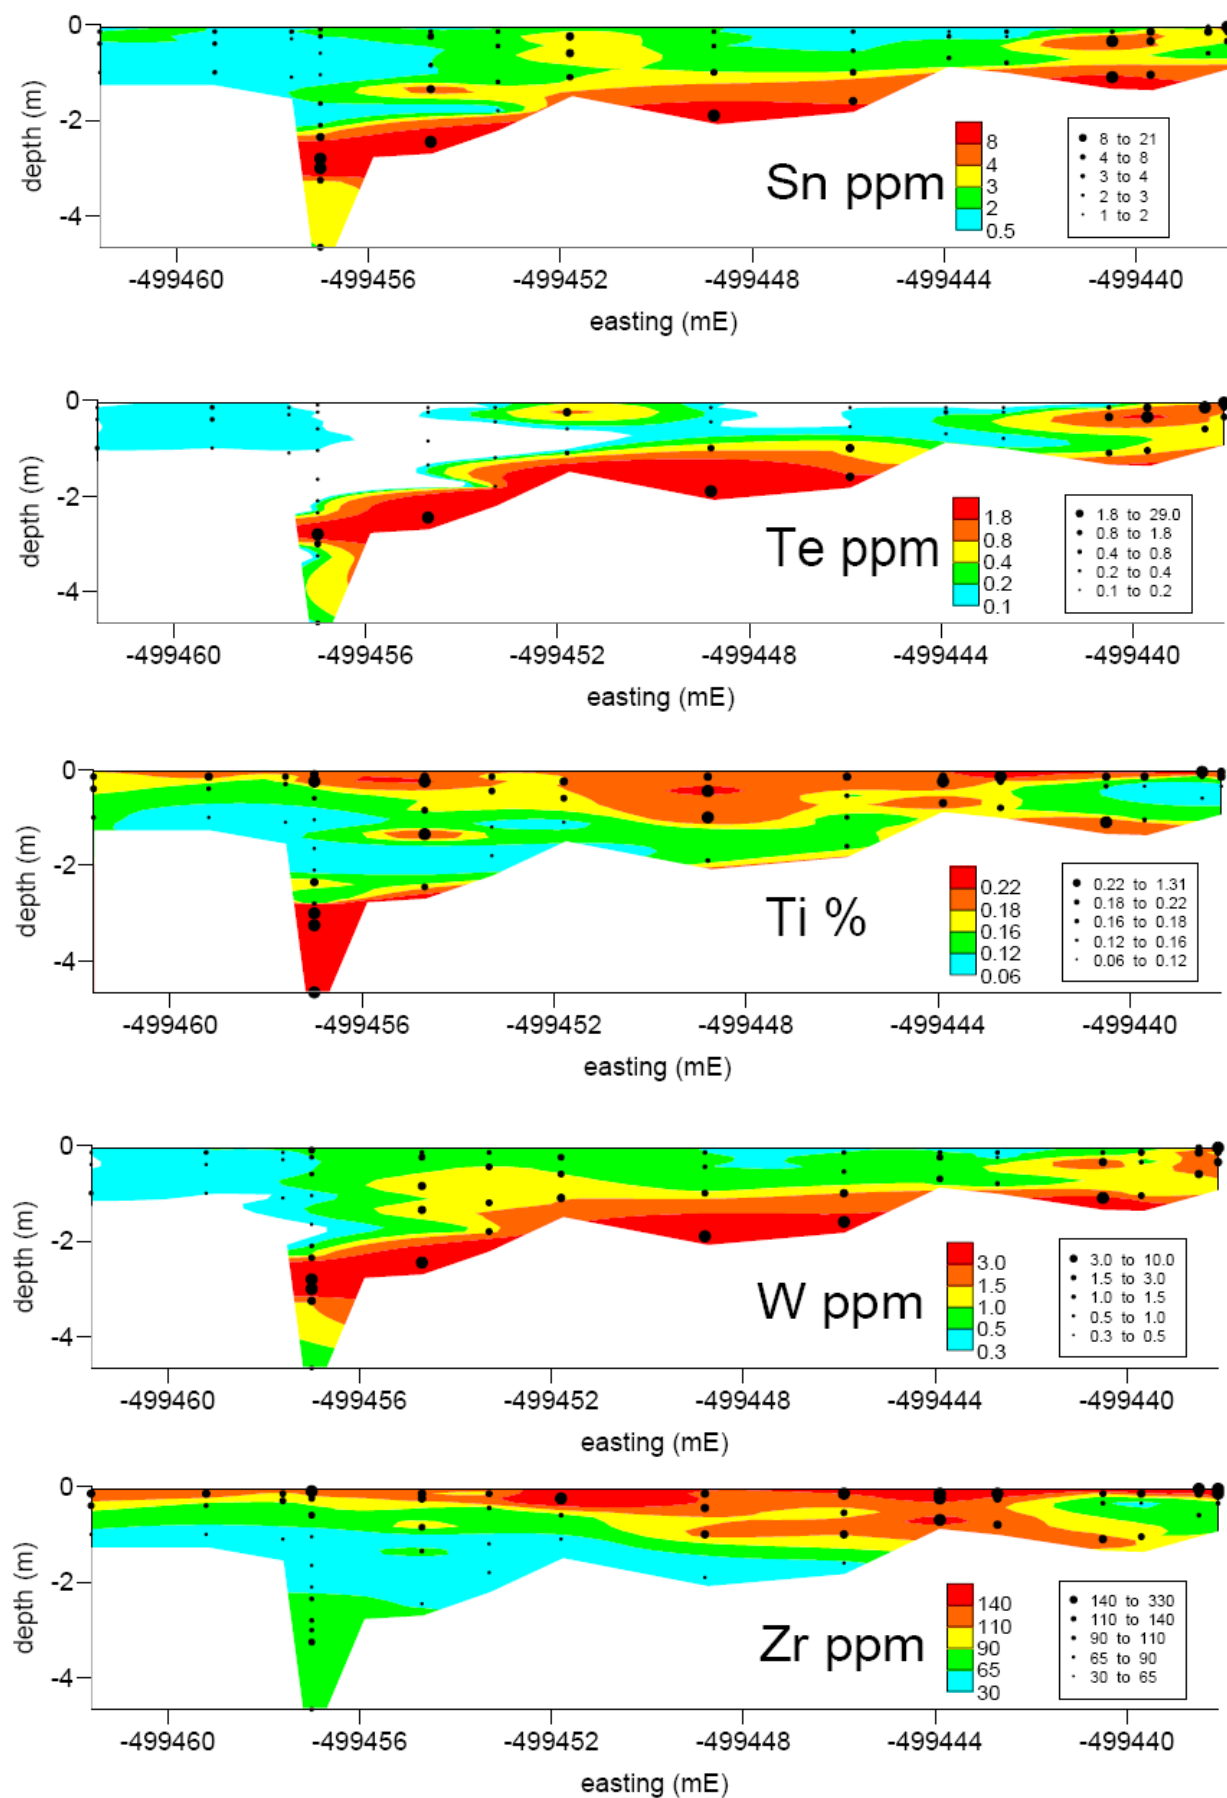 0
-2
-4
depth (m)
Sn ppm
8
4
3
2
0.5
8 to 21
4 to 8
3 to 4
2 to 3
1 to 2
-499460 -499456 -499452 -499448 -499444 -499440
easting (mE)
0
-2
-4
depth (m)
Te ppm
1.8
0.8
0.4
0.2
0.1
1.8 to 29.0
0.8 to 1.8
0.4 to 0.8
0.2 to 0.4
0.1 to 0.2
-499460 -499456 -499452 -499448 -499444 -499440
easting (mE)
0
-2
-4
depth (m)
Ti %
0.22
0.18
0.16
0.12
0.06
0.22 to 1.31
0.18 to 0.22
0.16 to 0.18
0.12 to 0.16
0.06 to 0.12
-499460 -499456 -499452 -499448 -499444 -499440
easting (mE)
0
-2
-4
depth (m)
W ppm
3.0
1.5
1.0
0.5
0.3
3.0 to 10.0
1.5 to 3.0
1.0 to 1.5
0.5 to 1.0
0.3 to 0.5
-499460 -499456 -499452 -499448 -499444 -499440
easting (mE)
0
-2
-4
depth (m)
Zr ppm
140
110
90
65
30
140 to 330
110 to 140
90 to 110
65 to 90
30 to 65
-499460 -499456 -499452 -499448 -499444 -499440
easting (mE)